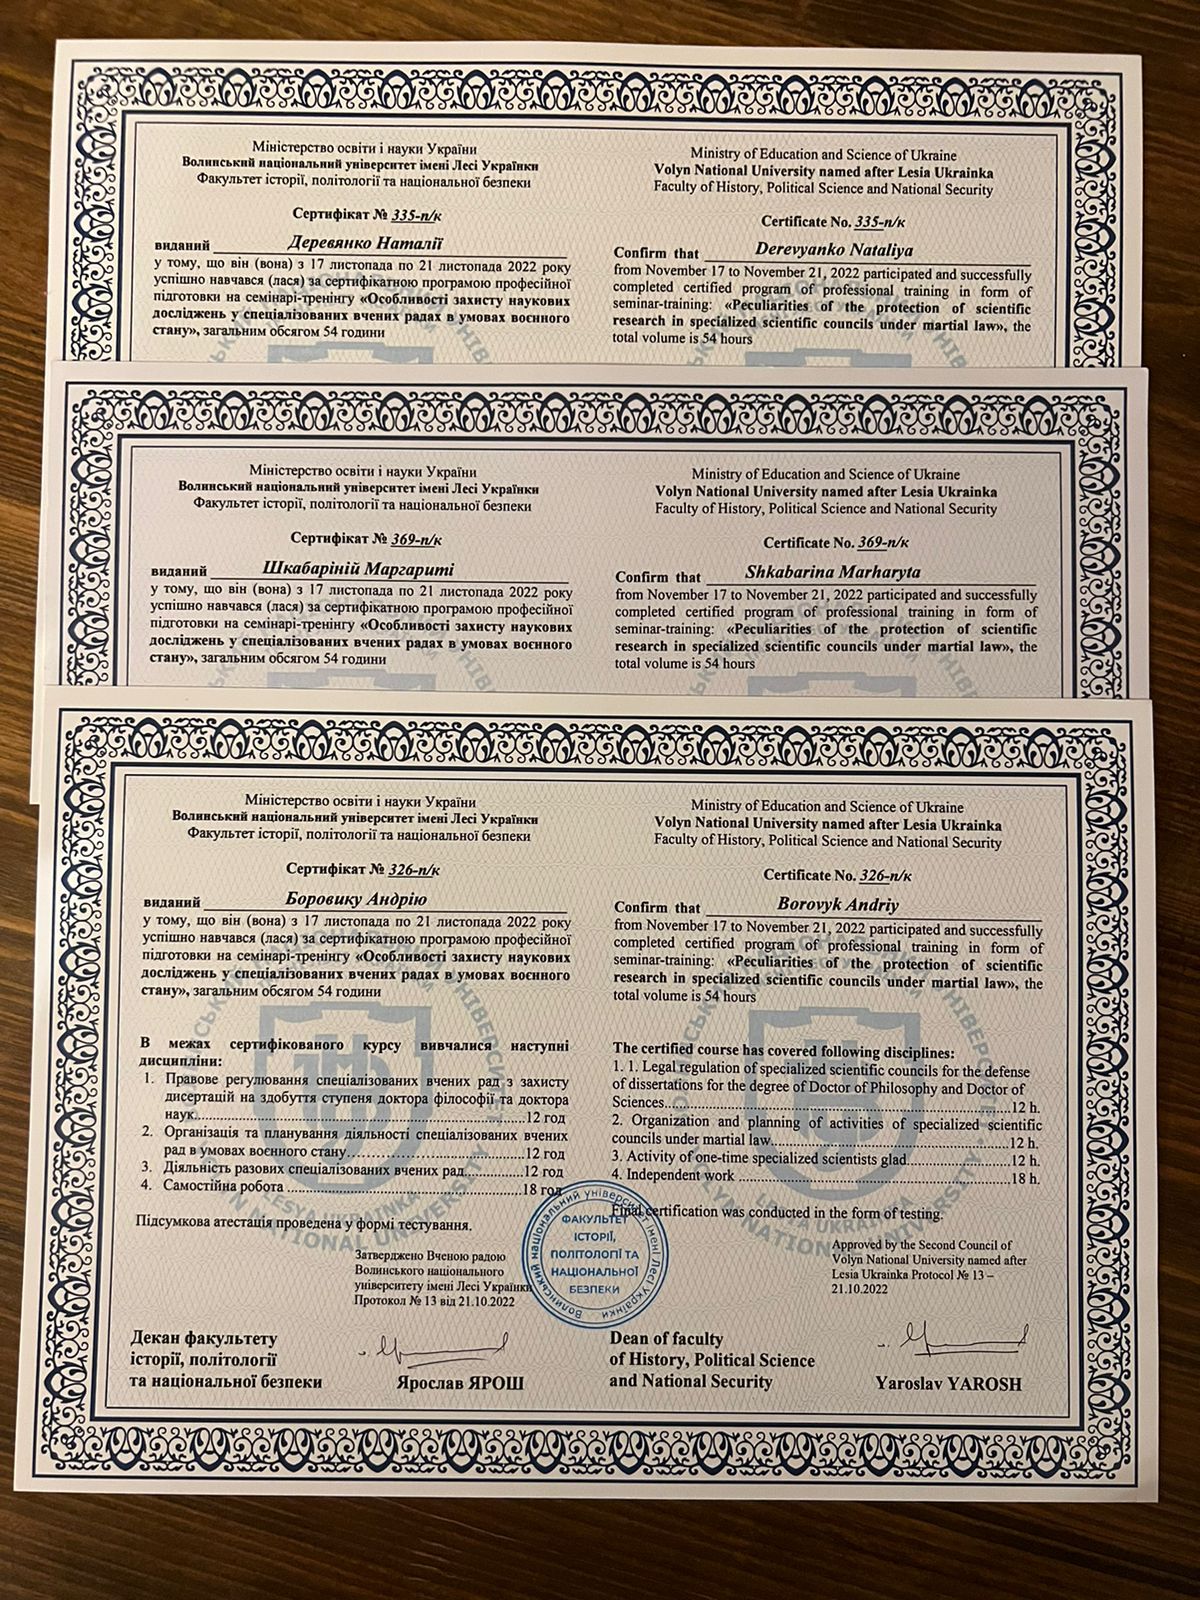 Міністерство освіти і науки України
Волинський національний університет імені Лесі Українки
Факультет історії, політології та національної безпеки
Сертифікат № 335-п/к
виданий Деревянко Наталії
у тому, що він (вона) з 17 листопада по 21 листопада 2022 року
успішно навчався (лася) за сертифікатною програмою професійної
підготовки на семінарі-тренінгу «Особливості захисту наукових
досліджень у спеціалізованих вчених радах в умовах воєнного
стану», загальним обсягом 54 години
Ministry of Education and Science of Ukraine
Volyn National University named after Lesia Ukrainka
Faculty of History, Political Science and National Security
Certificate No. 335-п/к
Confirm that Derevyanko Nataliya
from November 17 to November 21, 2022 participated and successfully
completed certified program of professional training in form of
seminar-training: «Peculiarities of the protection of scientific
research in specialized scientific councils under martial law», the
total volume is 54 hours
Міністерство освіти і науки України
Волинський національний університет імені Лесі Українки
Факультет історії, політології та національної безпеки
Сертифікат № 369-п/к
виданий Шкабаріній Маргариті
у тому, що він (вона) з 17 листопада по 21 листопада 2022 року
успішно навчався (лася) за сертифікатною програмою професійної
підготовки на семінарі-тренінгу «Особливості захисту наукових
досліджень у спеціалізованих вчених радах в умовах воєнного
стану», загальним обсягом 54 години
Ministry of Education and Science of Ukraine
Volyn National University named after Lesia Ukrainka
Faculty of History, Political Science and National Security
Certificate No. 369-п/к
Confirm that Shkabarina Marharyta
from November 17 to November 21, 2022 participated and successfully
completed certified program of professional training in form of
seminar-training: «Peculiarities of the protection of scientific
research in specialized scientific councils under martial law», the
total volume is 54 hours
Міністерство освіти і науки України
Волинський національний університет імені Лесі Українки
Факультет історії, політології та національної безпеки
Сертифікат № 326-п/к
виданий Боровику Андрію
у тому, що він (вона) з 17 листопада по 21 листопада 2022 року
успішно навчався (лася) за сертифікатною програмою професійної
підготовки на семінарі-тренінгу «Особливості захисту наукових
досліджень у спеціалізованих вчених радах в умовах воєнного
стану», загальним обсягом 54 години
В межах сертифікованого курсу вивчалися наступні
дисципліни:
1. Правове регулювання спеціалізованих вчених рад з захисту
дисертацій на здобуття ступеня доктора філософії та доктора
наук...12 год
2. Організація та планування діяльності спеціалізованих вчених
рад в умовах воєнного стану...12 год
3. Діяльність разових спеціалізованих вчених рад...12 год
4. Самостійна робота ...18 год
Підсумкова атестація проведена у формі тестування.
Затверджено Вченою радою
Волинського національного
університету імені Лесі Українки
Протокол № 13 від 21.10.2022
Декан факультету
історії, політології
та національної безпеки
Ярослав ЯРОШ
Ministry of Education and Science of Ukraine
Volyn National University named after Lesia Ukrainka
Faculty of History, Political Science and National Security
Certificate No. 326-п/к
Confirm that Borovyk Andriy
from November 17 to November 21, 2022 participated and successfully
completed certified program of professional training in form of
seminar-training: «Peculiarities of the protection of scientific
research in specialized scientific councils under martial law», the
total volume is 54 hours
The certified course has covered following disciplines:
1. 1. Legal regulation of specialized scientific councils for the defense
of dissertations for the degree of Doctor of Philosophy and Doctor of
Sciences...12 h.
2. Organization and planning of activities of specialized scientific
councils under martial law...12 h.
3. Activity of one-time specialized scientists glad...12 h.
4. Independent work ...18 h.
Final certification was conducted in the form of testing.
Approved by the Second Council of
Volyn National University named after
Lesia Ukrainka Protocol № 13 –
21.10.2022
Dean of faculty
of History, Political Science
and National Security
Yaroslav YAROSH
Волинський національний університет імені Лесі Українки
ФАКУЛЬТЕТ
ІСТОРІЇ,
ПОЛІТОЛОГІЇ ТА
НАЦІОНАЛЬНОЇ
БЕЗПЕКИ